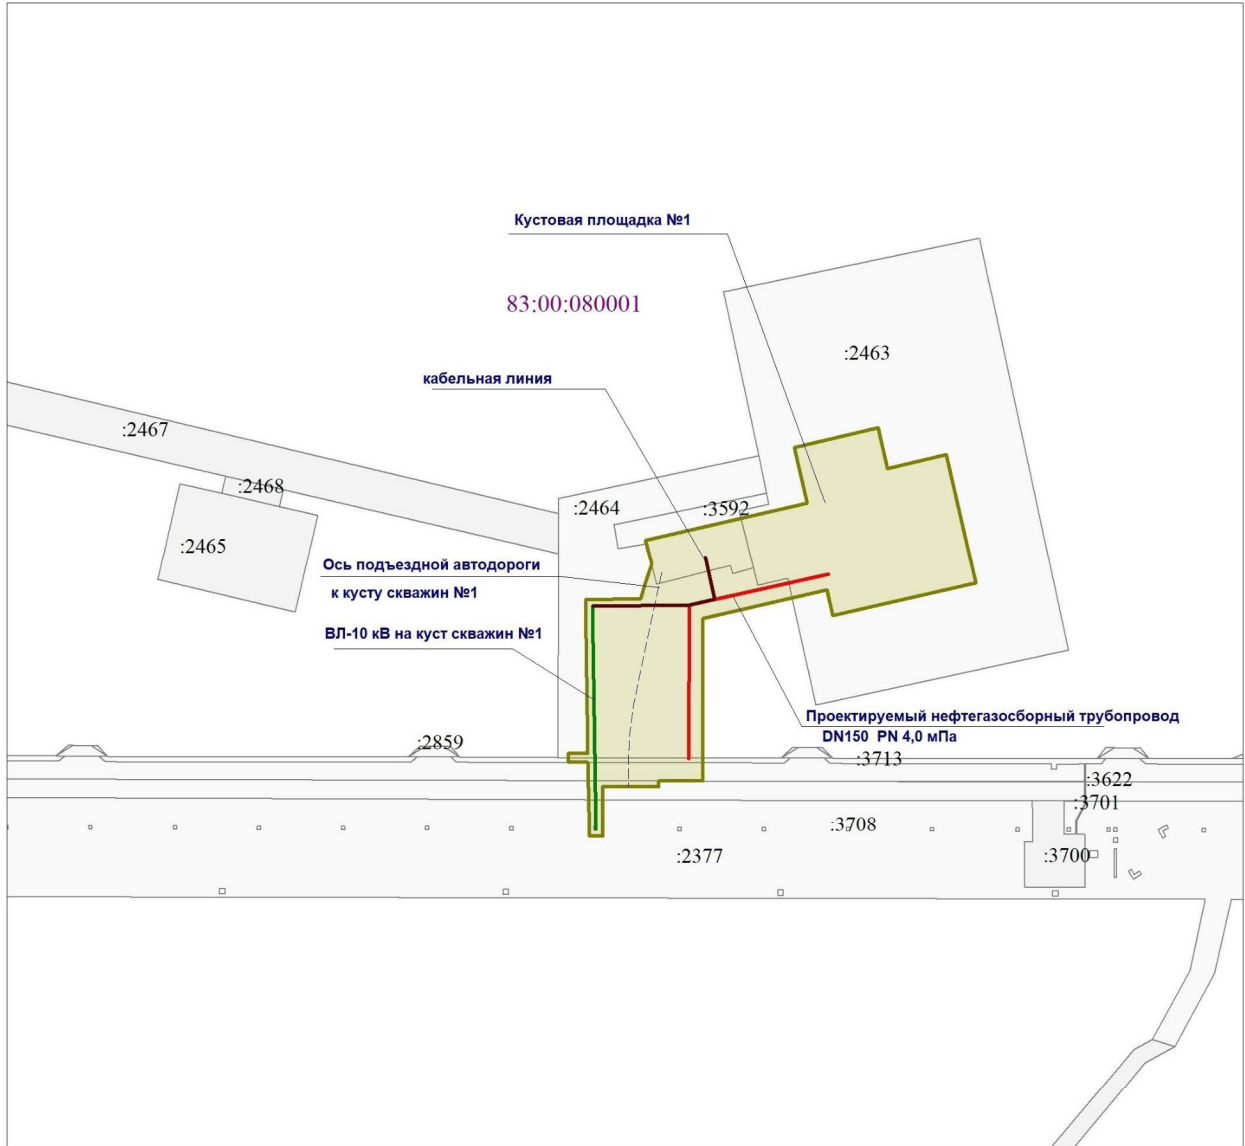 Кустовая площадка №1
83:00:080001
:2463
кабельная линия
:2467
:2468
:2464
:3592
:2465
Ось подъездной автодороги
к кусту скважин №1
ВЛ-10 кВ на куст скважин №1
Проектируемый нефтегазосборный трубопровод
DN150 PN 4,0 мПа
:2859
:3713
:3622
:3701
:3708
:2377
:3700